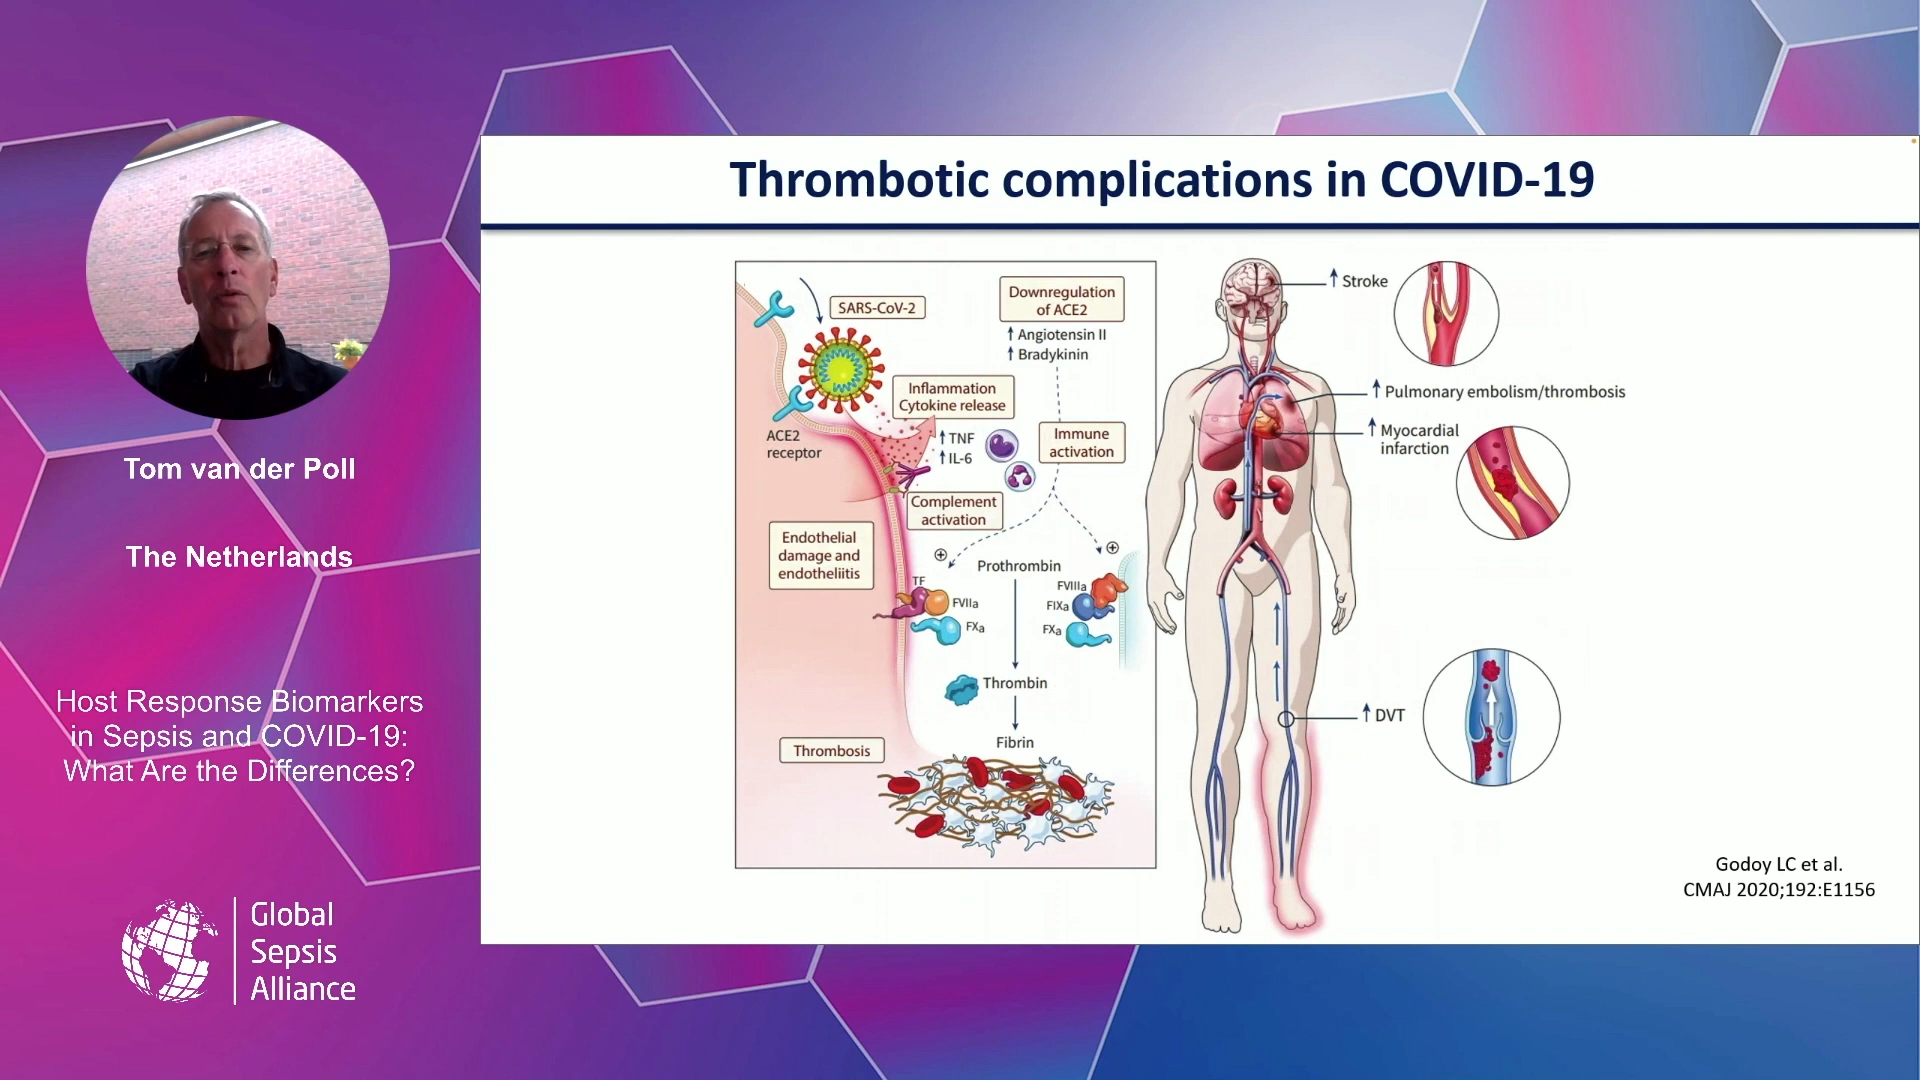 Thrombotic complications in COVID-19
Tom van der Poll
The Netherlands
Host Response Biomarkers
in Sepsis and COVID-19:
What Are the Differences?
Global
Sepsis
Alliance
SARS-CoV-2
Downregulation
of ACE2
↑ Angiotensin II
↑ Bradykinin
Inflammation
Cytokine release
ACE2
receptor
↑ TNF
↑ IL-6
Immune
activation
Complement
activation
Endothelial
damage and
endotheliitis
Prothrombin
TF
FVIIa
FXa
FVIIIa
FIXa
FXa
Thrombin
Fibrin
Thrombosis
↑ Stroke
↑ Pulmonary embolism/thrombosis
↑ Myocardial
infarction
↑ DVT
Godoy LC et al.
CMAJ 2020;192:E1156